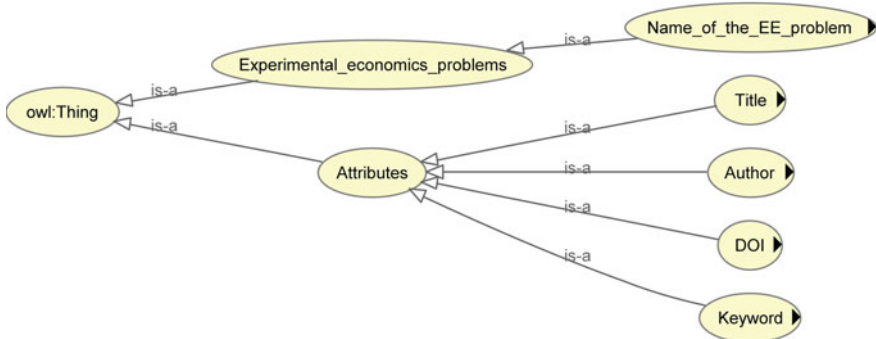 Name_of_the_EE_problem
is-a
Experimental_economics_problems
is-a
Title
owl:Thing
is-a
is-a
Attributes
is-a
Author
is-a
DOI
is-a
Keyword